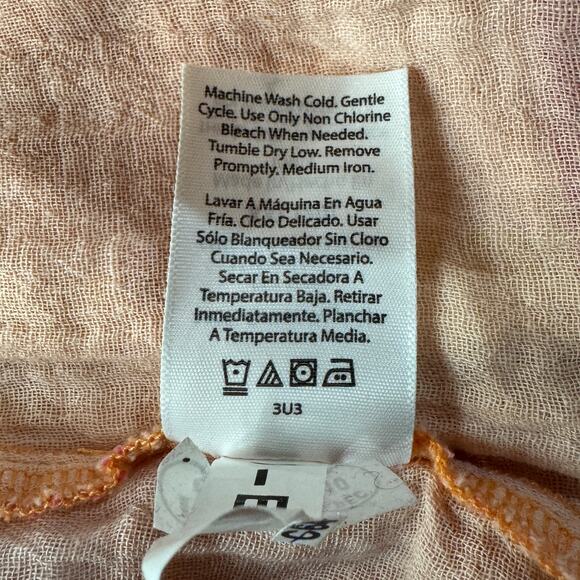 Machine Wash Cold. Gentle
Cycle. Use Only Non Chlorine
Bleach When Needed.
Tumble Dry Low. Remove
Promptly. Medium Iron.
Lavar A Máquina En Agua
Fría. Ciclo Delicado. Usar
Sólo Blanqueador Sin Cloro
Cuando Sea Necesario.
Secar En Secadora A
Temperatura Baja. Retirar
Inmediatamente. Planchar
A Temperatura Media.
3U3